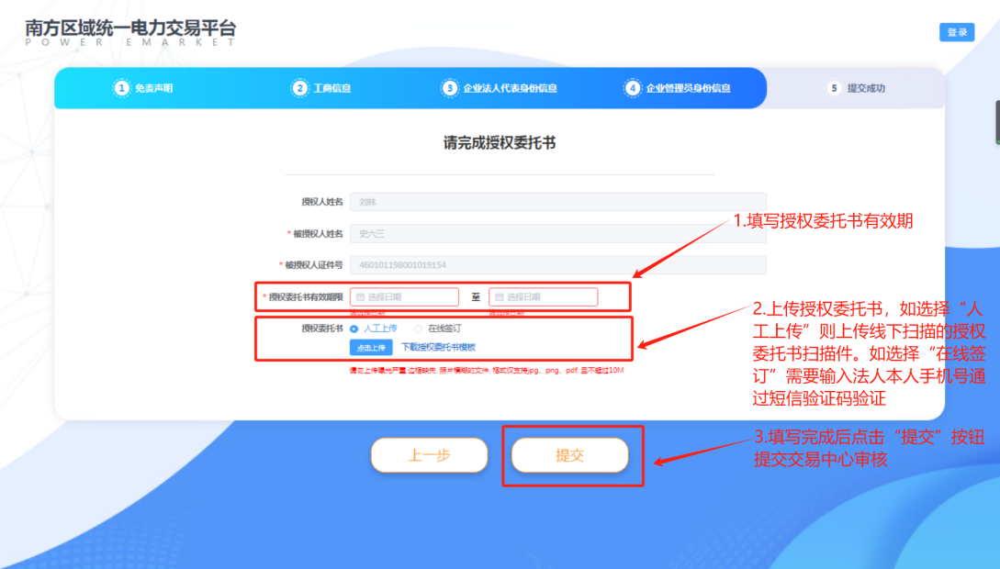 南方区域统一电力交易平台
POWER EMARKET
登录
1 免责声明
2 工商信息
3 企业法人代表身份信息
4 企业管理员身份信息
5 提交成功
请完成授权委托书
授权人姓名
* 被授权人姓名 史六三
* 被授权人证件号 460101198001019154
* 授权委托书有效期限 选择日期 至 选择日期
请选择日期 请选择日期
授权委托书 人工上传 在线签订
点击上传 下载授权委托书模板
请勿上传曝光严重,边框缺失, 照片模糊的文件, 格式仅支持jpg、png、pdf, 且不超过10M
上一步
提交
1.填写授权委托书有效期
2.上传授权委托书，如选择“人
工上传”则上传线下扫描的授权
委托书扫描件。如选择“在线签
订”需要输入法人本人手机号通
过短信验证码验证
3.填写完成后点击“提交”按钮
提交交易中心审核